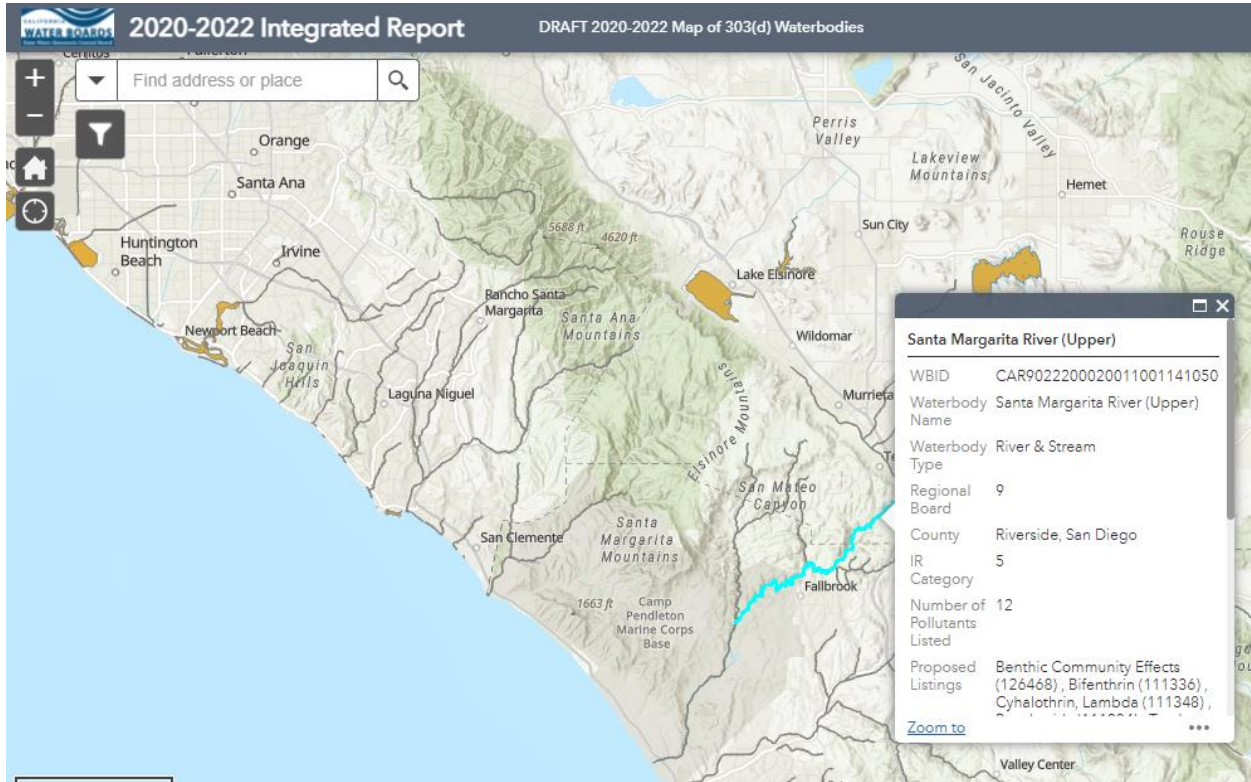 CALIFORNIA
WATER BOARDS
2020-2022 Integrated Report
DRAFT 2020-2022 Map of 303(d) Waterbodies
Cerritos
Fullerton
+
Find address or place
−
Orange
Santa Ana
Huntington
Beach
Irvine
Newport Beach
San
Joaquin
Hills
Rancho Santa
Margarita
Santa Ana
Mountains
5688 ft
4620 ft
Laguna Niguel
San Clemente
Santa
Margarita
Mountains
1663 ft
Camp
Pendleton
Marine Corps
Base
Elsinore Mountains
San Mateo
Canyon
Fallbrook
Perris
Valley
San Jacinto Valley
Lakeview
Mountains
Hemet
Sun City
Rouse
Ridge
Lake Elsinore
Wildomar
Murrieta
Santa Margarita River (Upper)
WBID CAR9022200020011001141050
Waterbody Santa Margarita River (Upper)
Name
Waterbody River & Stream
Type
Regional 9
Board
County Riverside, San Diego
IR 5
Category
Number of 12
Pollutants
Listed
Proposed Benthic Community Effects
Listings (126468) , Bifenthrin (111336) ,
Cyhalothrin, Lambda (111348) ,
Zoom to
Valley Center